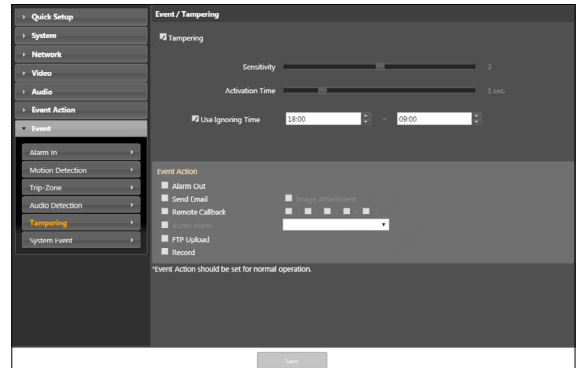 Quick Setup
System
Network
Video
Audio
Event Action
Event
Alarm In
Motion Detection
Trip-Zone
Audio Detection
Tampering
System Event
Event / Tampering
Tampering
Sensitivity 3
Activation Time 1 sec.
Use Ignoring Time 18:00 ~ 09:00
Event Action
Alarm Out
Send Email Image Attachment
Remote Callback
Audio Alarm
FTP Upload
Record
*Event Action should be set for normal operation.
Save